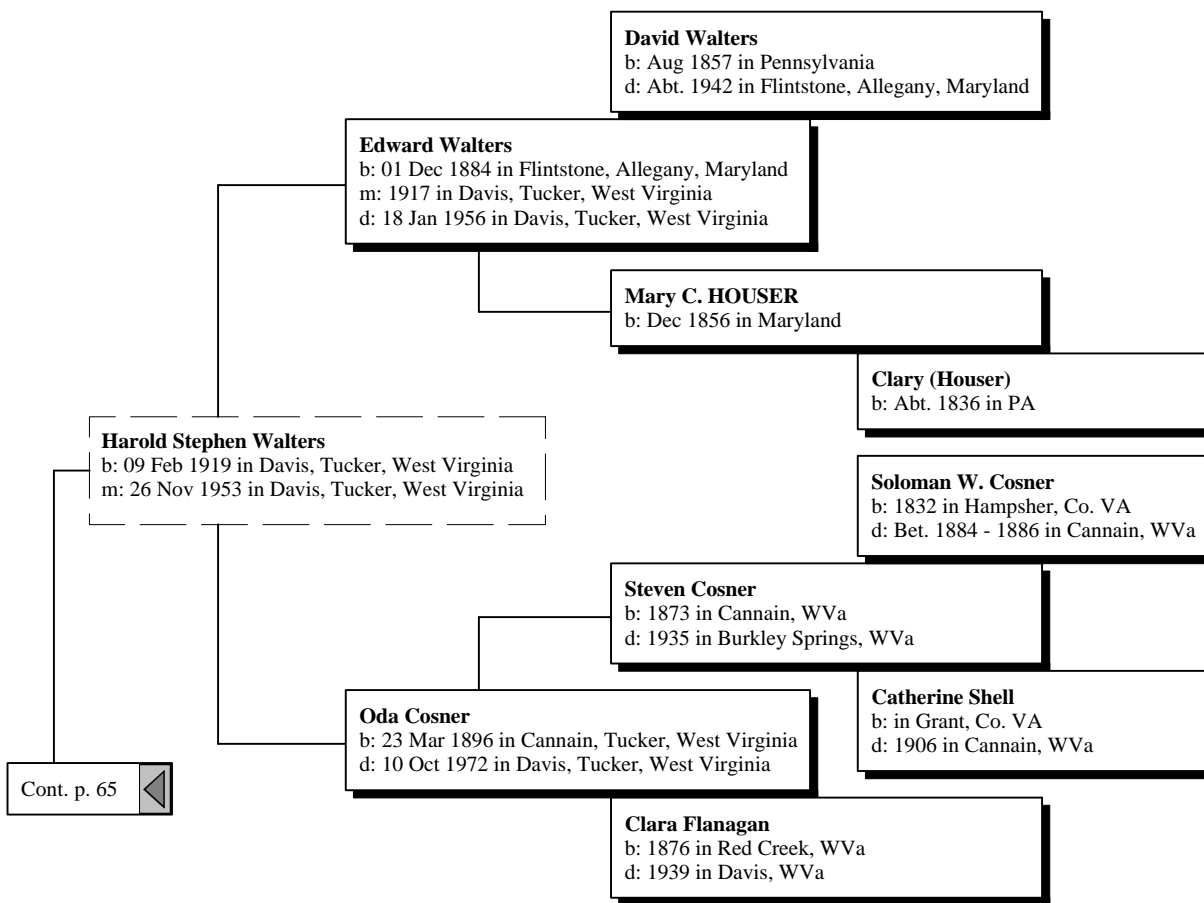 David Walters
b: Aug 1857 in Pennsylvania
d: Abt. 1942 in Flintstone, Allegany, Maryland
Edward Walters
b: 01 Dec 1884 in Flintstone, Allegany, Maryland
m: 1917 in Davis, Tucker, West Virginia
d: 18 Jan 1956 in Davis, Tucker, West Virginia
Mary C. HOUSER
b: Dec 1856 in Maryland
Clary (Houser)
b: Abt. 1836 in PA
Harold Stephen Walters
b: 09 Feb 1919 in Davis, Tucker, West Virginia
m: 26 Nov 1953 in Davis, Tucker, West Virginia
Soloman W. Cosner
b: 1832 in Hampsher, Co. VA
d: Bet. 1884 - 1886 in Cannain, WVa
Steven Cosner
b: 1873 in Cannain, WVa
d: 1935 in Burkley Springs, WVa
Catherine Shell
b: in Grant, Co. VA
d: 1906 in Cannain, WVa
Oda Cosner
b: 23 Mar 1896 in Cannain, Tucker, West Virginia
d: 10 Oct 1972 in Davis, Tucker, West Virginia
Cont. p. 65
Clara Flanagan
b: 1876 in Red Creek, WVa
d: 1939 in Davis, WVa